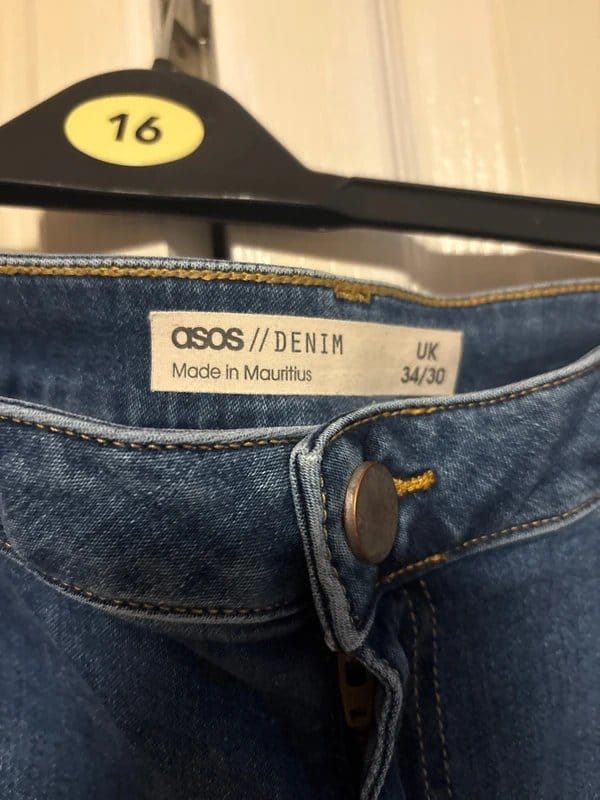 16
asos // DENIM
Made in Mauritius
UK
34/30